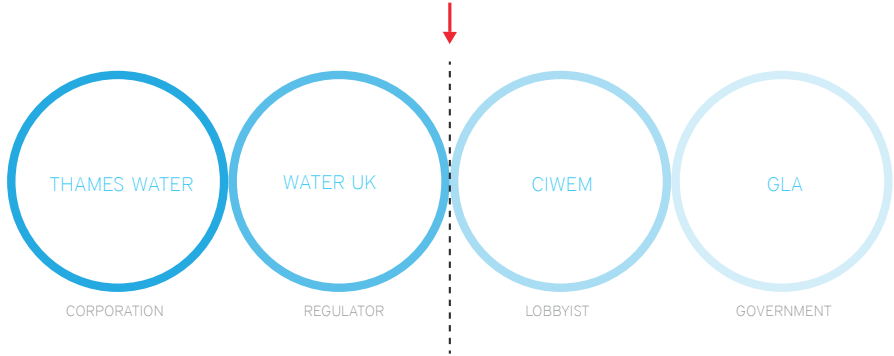 THAMES WATER
WATER UK
CIWEM
GLA
CORPORATION
REGULATOR
LOBBYIST
GOVERNMENT